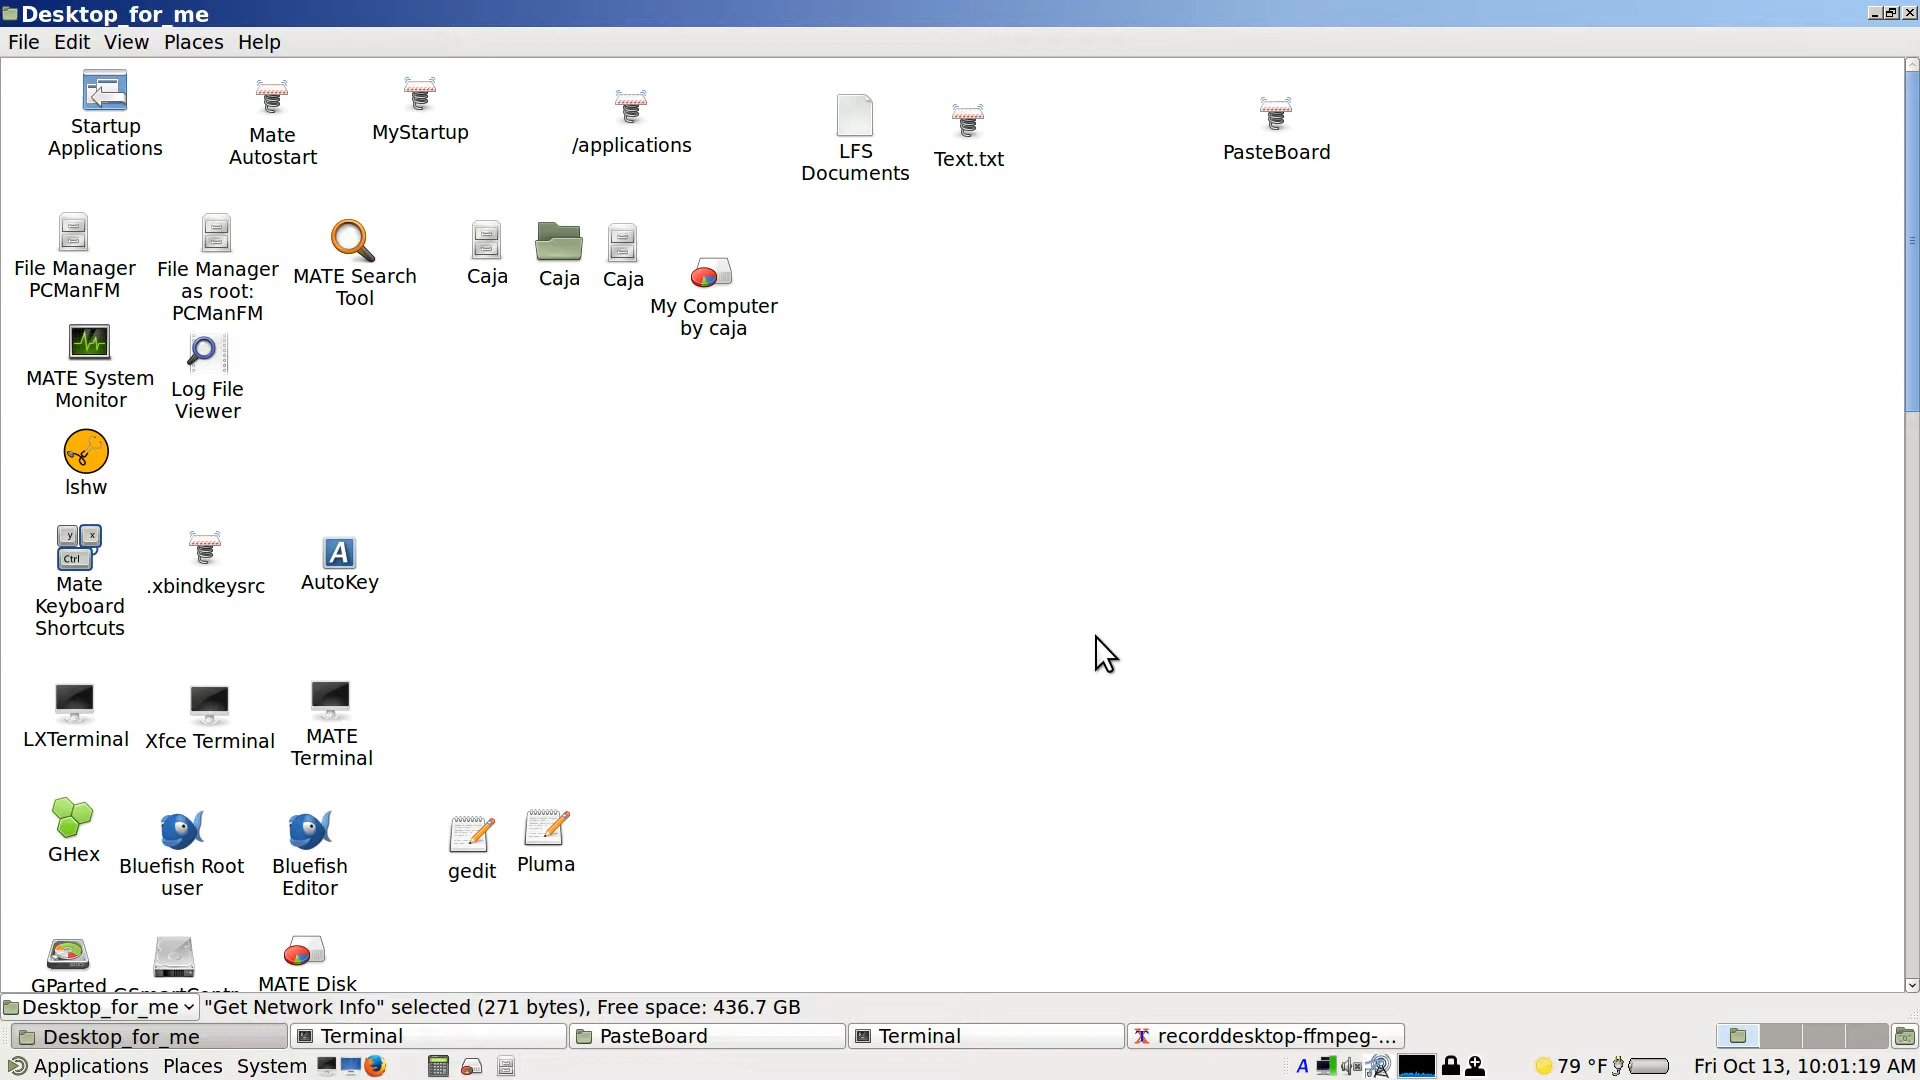 Desktop_for_me
File Edit View Places Help
Startup
Applications
Mate
Autostart
MyStartup
/applications
LFS
Documents
Text.txt
PasteBoard
File Manager
PCManFM
File Manager
as root:
PCManFM
MATE Search
Tool
Caja
Caja
Caja
My Computer
by caja
MATE System
Monitor
Log File
Viewer
lshw
y x
Ctrl
Mate
Keyboard
Shortcuts
.xbindkeysrc
A
AutoKey
LXTerminal
Xfce Terminal
MATE
Terminal
GHex
Bluefish Root
user
Bluefish
Editor
gedit
Pluma
GParted
MATE Disk
Desktop_for_me "Get Network Info" selected (271 bytes), Free space: 436.7 GB
Desktop_for_me Terminal PasteBoard Terminal recorddesktop-ffmpeg-...
Applications Places System A 79 °F Fri Oct 13, 10:01:19 AM